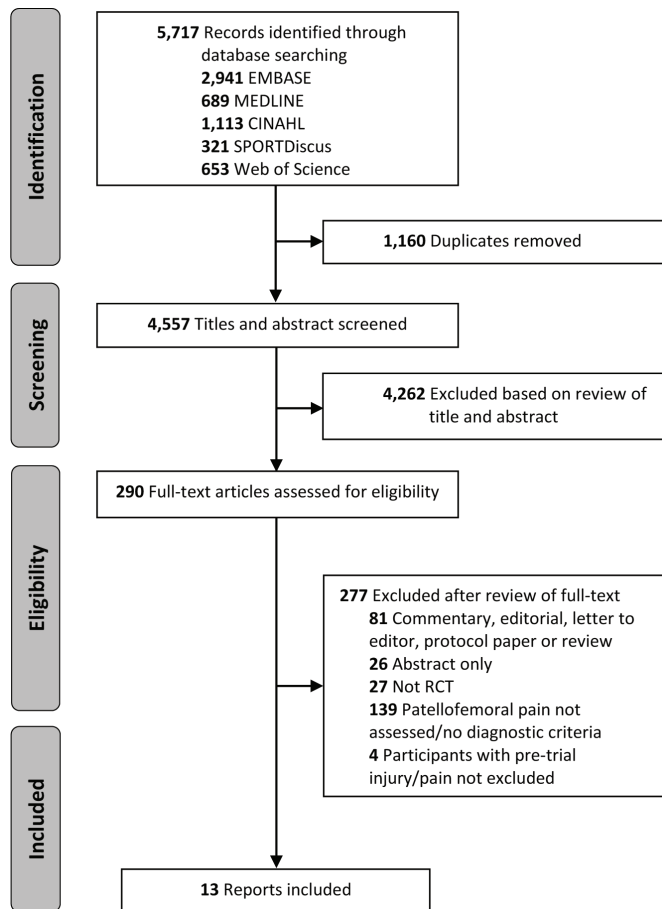 Identification
5,717 Records identified through
database searching
2,941 EMBASE
689 MEDLINE
1,113 CINAHL
321 SPORTDiscus
653 Web of Science
1,160 Duplicates removed
Screening
4,557 Titles and abstract screened
4,262 Excluded based on review of
title and abstract
Eligibility
290 Full-text articles assessed for eligibility
277 Excluded after review of full-text
81 Commentary, editorial, letter to
editor, protocol paper or review
26 Abstract only
27 Not RCT
139 Patellofemoral pain not
assessed/no diagnostic criteria
4 Participants with pre-trial
injury/pain not excluded
Included
13 Reports included